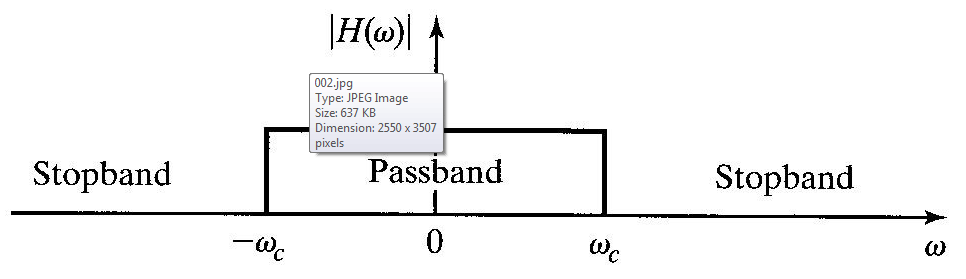 |H(ω)|
002.jpg
Type: JPEG Image
Size: 637 KB
Dimension: 2550 x 3507
pixels
Stopband
Passband
Stopband
−ω_c
0
ω_c
ω